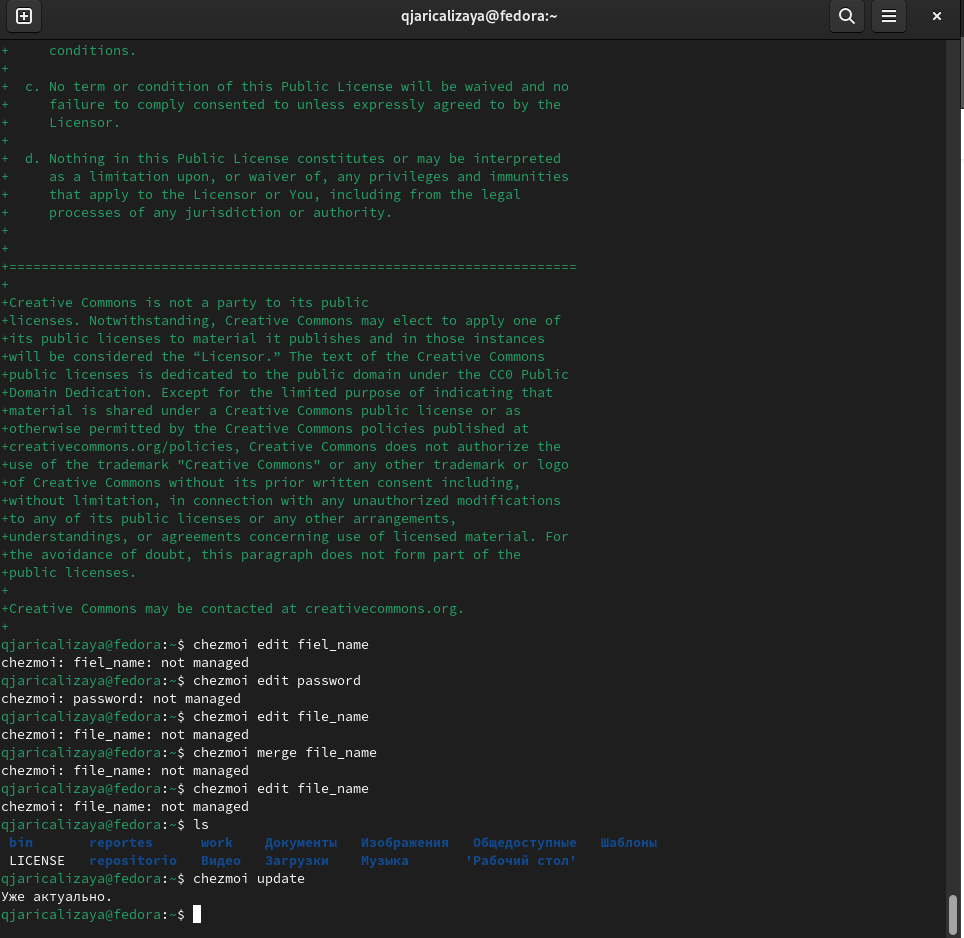 qjaricalizaya@fedora:~
+     conditions.
+
+  c. No term or condition of this Public License will be waived and no
+     failure to comply consented to unless expressly agreed to by the
+     Licensor.
+
+  d. Nothing in this Public License constitutes or may be interpreted
+     as a limitation upon, or waiver of, any privileges and immunities
+     that apply to the Licensor or You, including from the legal
+     processes of any jurisdiction or authority.
+
+
+=======================================================================
+
+Creative Commons is not a party to its public
+licenses. Notwithstanding, Creative Commons may elect to apply one of
+its public licenses to material it publishes and in those instances
+will be considered the “Licensor.” The text of the Creative Commons
+public licenses is dedicated to the public domain under the CC0 Public
+Domain Dedication. Except for the limited purpose of indicating that
+material is shared under a Creative Commons public license or as
+otherwise permitted by the Creative Commons policies published at
+creativecommons.org/policies, Creative Commons does not authorize the
+use of the trademark "Creative Commons" or any other trademark or logo
+of Creative Commons without its prior written consent including,
+without limitation, in connection with any unauthorized modifications
+to any of its public licenses or any other arrangements,
+understandings, or agreements concerning use of licensed material. For
+the avoidance of doubt, this paragraph does not form part of the
+public licenses.
+
+Creative Commons may be contacted at creativecommons.org.
+
qjaricalizaya@fedora:~$ chezmoi edit fiel_name
chezmoi: fiel_name: not managed
qjaricalizaya@fedora:~$ chezmoi edit password
chezmoi: password: not managed
qjaricalizaya@fedora:~$ chezmoi edit file_name
chezmoi: file_name: not managed
qjaricalizaya@fedora:~$ chezmoi merge file_name
chezmoi: file_name: not managed
qjaricalizaya@fedora:~$ chezmoi edit file_name
chezmoi: file_name: not managed
qjaricalizaya@fedora:~$ ls
 bin       reportes      work    Документы   Изображения   Общедоступные   Шаблоны
 LICENSE   repositorio   Видео   Загрузки    Музыка       'Рабочий стол'
qjaricalizaya@fedora:~$ chezmoi update
Уже актуально.
qjaricalizaya@fedora:~$